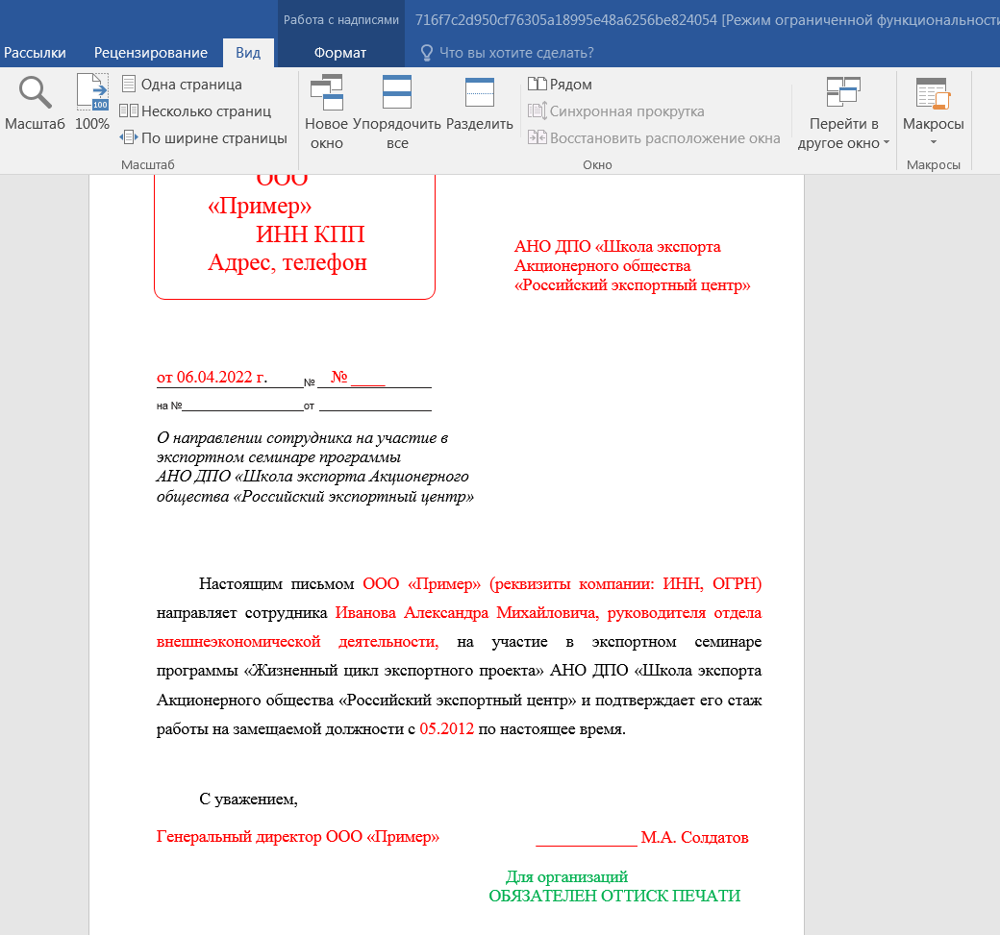 Работа с надписями
716f7c2d950cf76305a18995e48a6256be824054 [Режим ограниченной функциональности
Рассылки Рецензирование Вид Формат Что вы хотите сделать?
Масштаб
100%
100
Одна страница
Несколько страниц
По ширине страницы
Масштаб
Новое окно
Упорядочить все
Разделить
Рядом
Синхронная прокрутка
Восстановить расположение окна
Окно
Перейти в
другое окно
Макросы
Макросы
ООО
«Пример»
ИНН КПП
Адрес, телефон
АНО ДПО «Школа экспорта
Акционерного общества
«Российский экспортный центр»
от 06.04.2022 г. № № ____
на № от
О направлении сотрудника на участие в
экспортном семинаре программы
АНО ДПО «Школа экспорта Акционерного
общества «Российский экспортный центр»
Настоящим письмом ООО «Пример» (реквизиты компании: ИНН, ОГРН)
направляет сотрудника Иванова Александра Михайловича, руководителя отдела
внешнеэкономической деятельности, на участие в экспортном семинаре
программы «Жизненный цикл экспортного проекта» АНО ДПО «Школа экспорта
Акционерного общества «Российский экспортный центр» и подтверждает его стаж
работы на замещаемой должности с 05.2012 по настоящее время.
С уважением,
Генеральный директор ООО «Пример» ____________ М.А. Солдатов
Для организаций
ОБЯЗАТЕЛЕН ОТТИСК ПЕЧАТИ